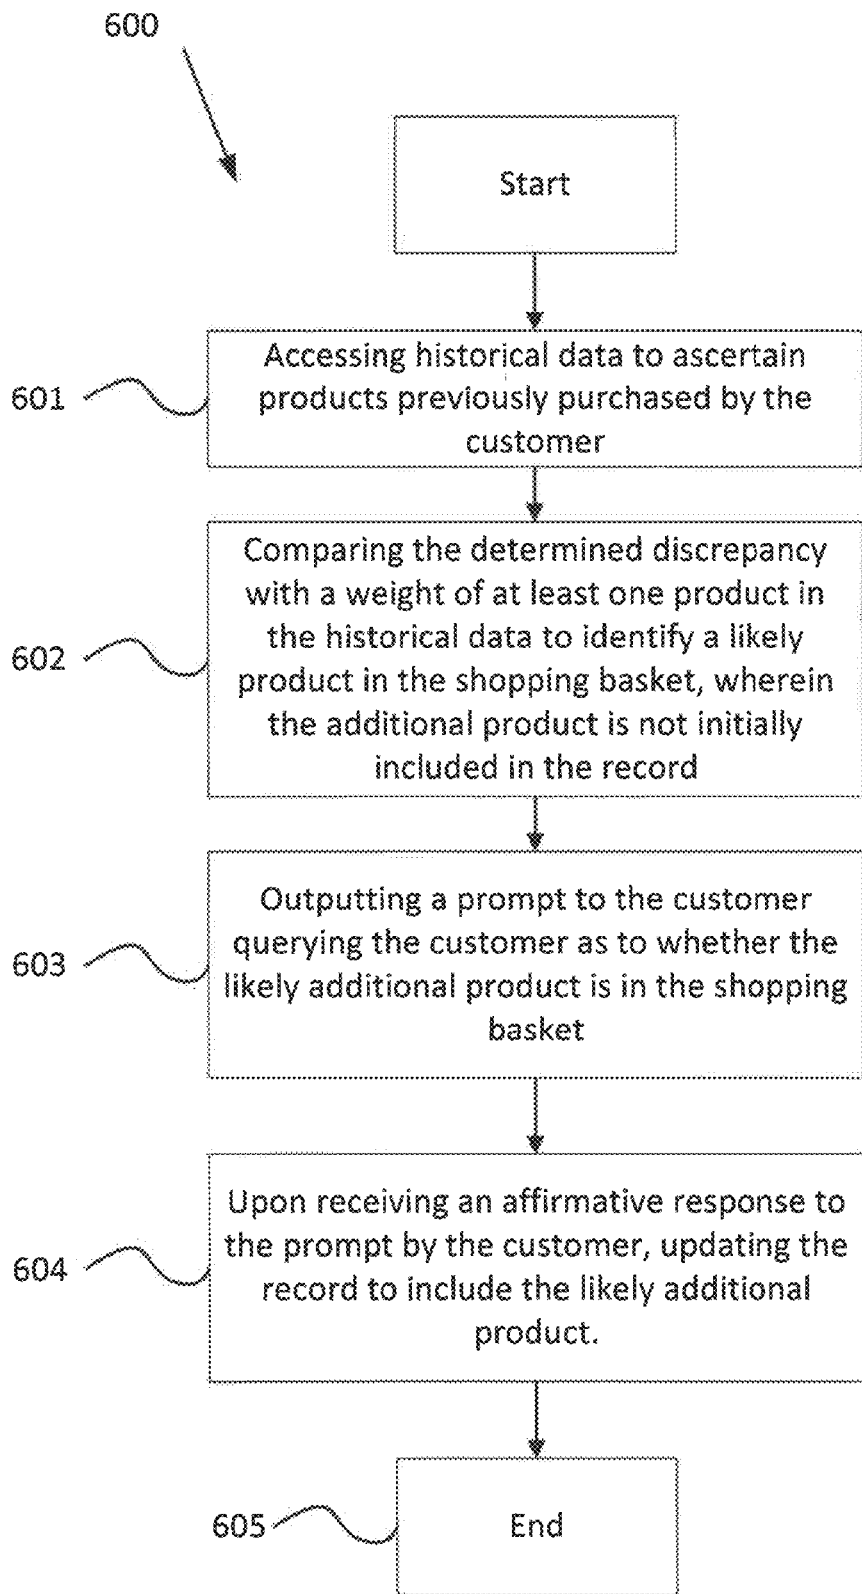 600
Start
601
Accessing historical data to ascertain
products previously purchased by the
customer
602
Comparing the determined discrepancy
with a weight of at least one product in
the historical data to identify a likely
product in the shopping basket, wherein
the additional product is not initially
included in the record
603
Outputting a prompt to the customer
querying the customer as to whether the
likely additional product is in the shopping
basket
604
Upon receiving an affirmative response to
the prompt by the customer, updating the
record to include the likely additional
product.
605
End